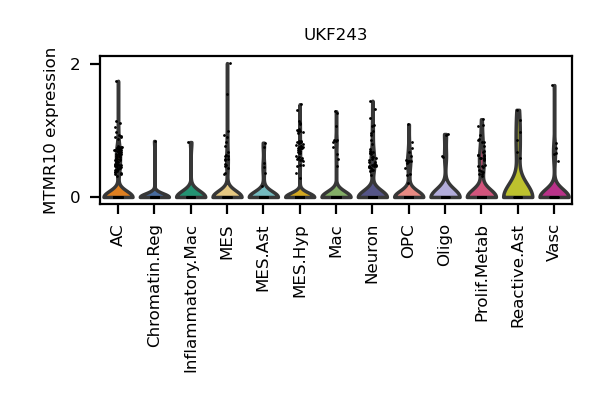 UKF243
MTMR10 expression
2
0
AC
Chromatin.Reg
Inflammatory.Mac
MES
MES.Ast
MES.Hyp
Mac
Neuron
OPC
Oligo
Prolif.Metab
Reactive.Ast
Vasc